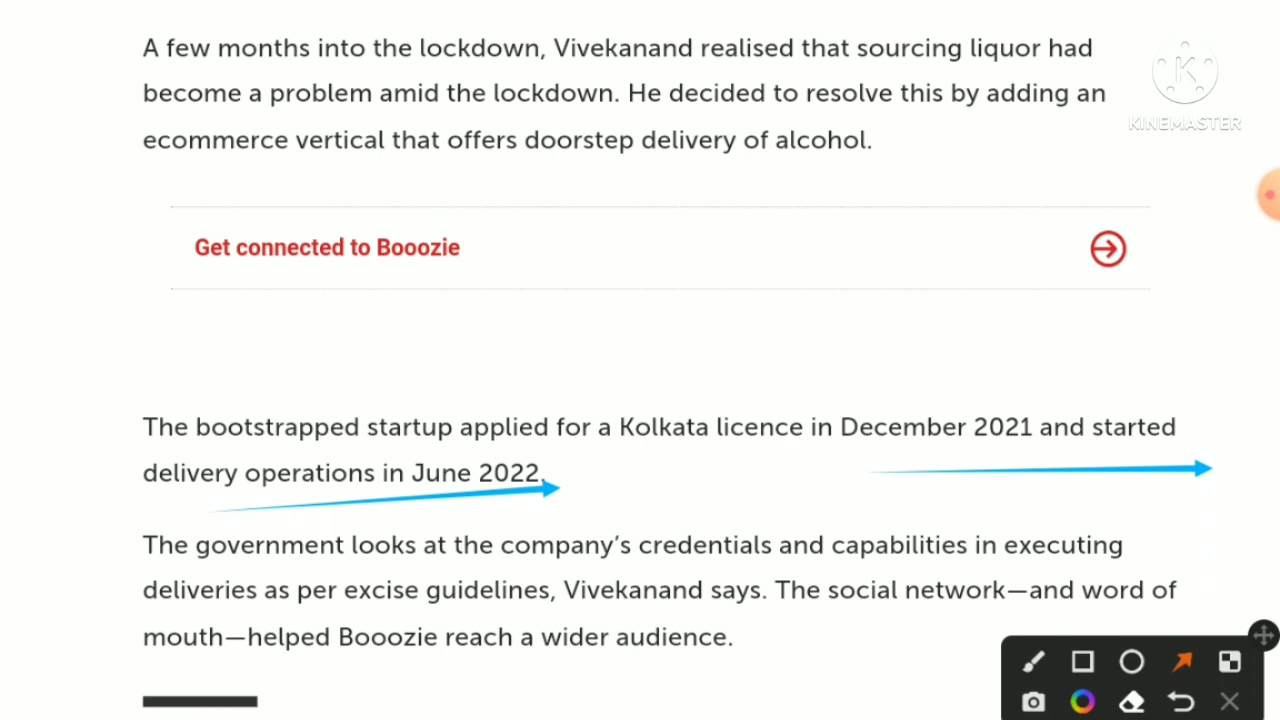 A few months into the lockdown, Vivekanand realised that sourcing liquor had
become a problem amid the lockdown. He decided to resolve this by adding an
ecommerce vertical that offers doorstep delivery of alcohol.
K
KINEMASTER
Get connected to Booozie
The bootstrapped startup applied for a Kolkata licence in December 2021 and started
delivery operations in June 2022.
The government looks at the company’s credentials and capabilities in executing
deliveries as per excise guidelines, Vivekanand says. The social network—and word of
mouth—helped Booozie reach a wider audience.